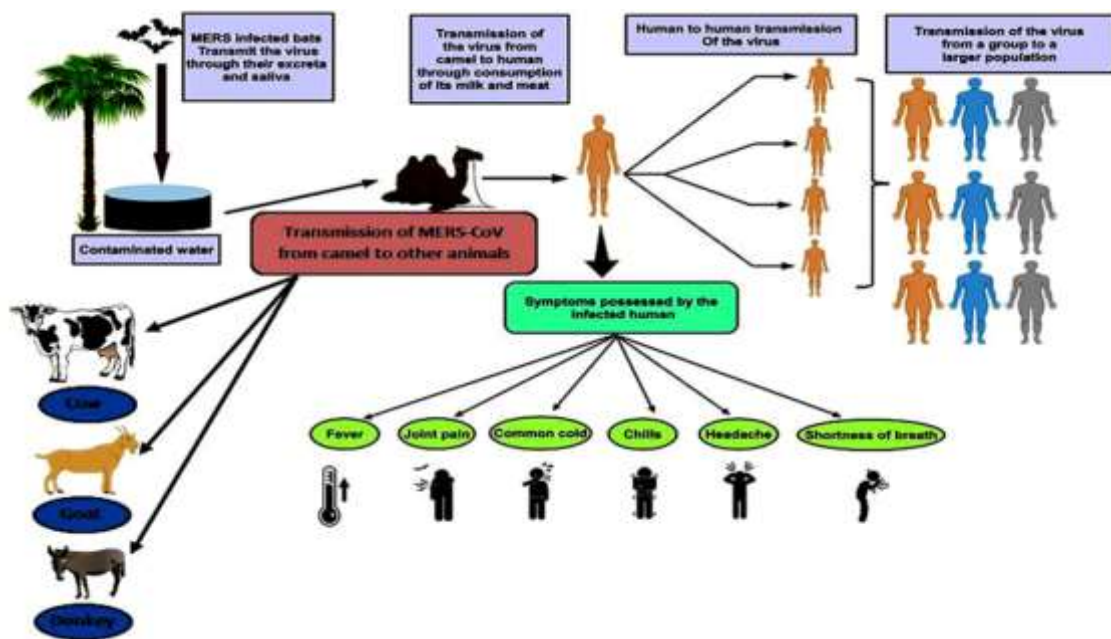 MERS infected bats
Transmit the virus
through their excreta
and saliva
Transmission of
the virus from
camel to human
through consumption
of its milk and meat
Human to human transmission
Of the virus
Transmission of the virus
from a group to a
larger population
Contaminated water
Transmission of MERS-CoV
from camel to other animals
Symptoms possessed by the
infected human
Cow
Goat
Donkey
Fever
Joint pain
Common cold
Chills
Headache
Shortness of breath